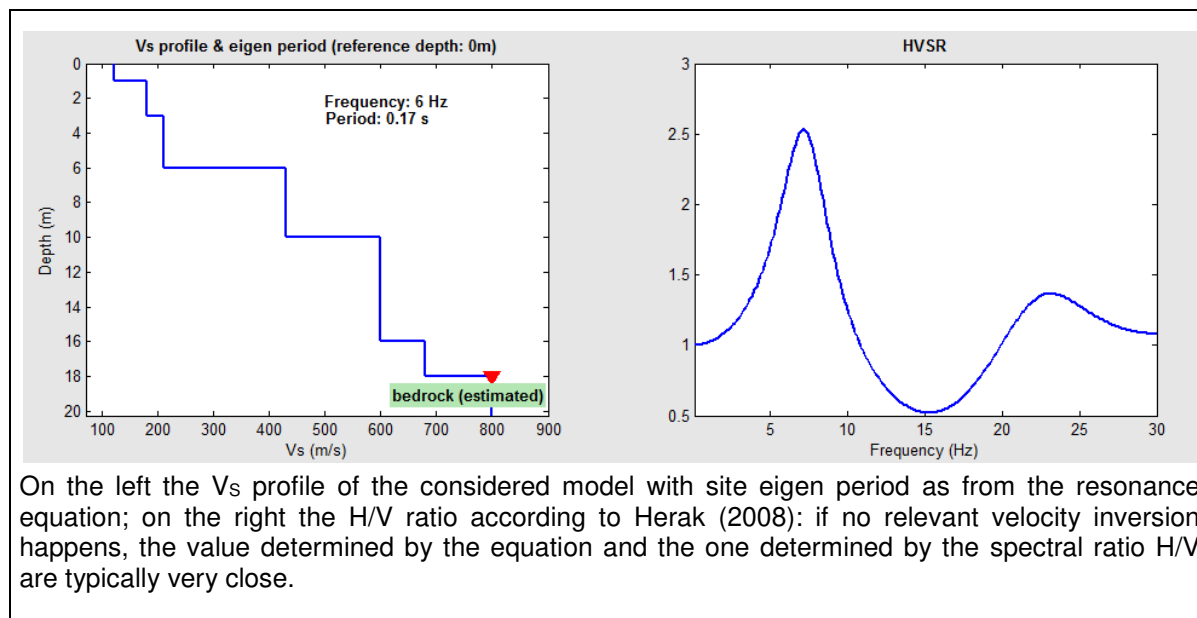 Vs profile & eigen period (reference depth: 0m)
Frequency: 6 Hz
Period: 0.17 s
bedrock (estimated)
0
2
4
6
8
10
12
14
16
18
20
Depth (m)
100 200 300 400 500 600 700 800 900
Vs (m/s)
HVSR
3
2.5
2
1.5
1
0.5
5 10 15 20 25 30
Frequency (Hz)
On the left the VS profile of the considered model with site eigen period as from the resonance
equation; on the right the H/V ratio according to Herak (2008): if no relevant velocity inversion
happens, the value determined by the equation and the one determined by the spectral ratio H/V
are typically very close.